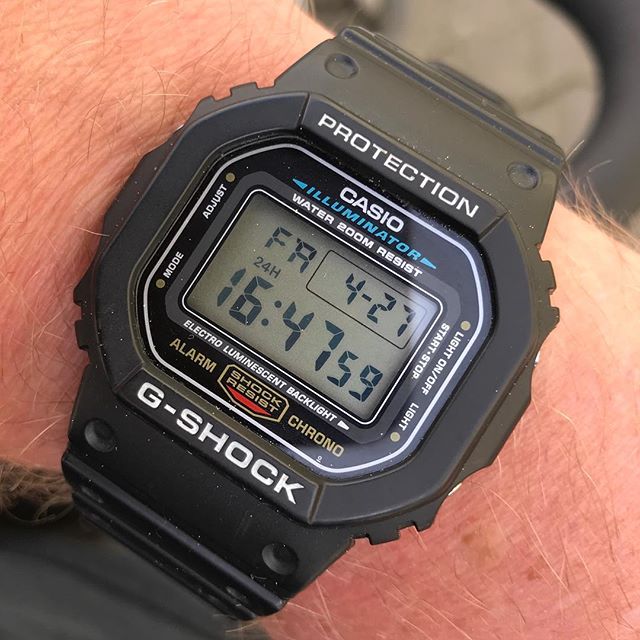 PROTECTION
CASIO
ILLUMINATOR
WATER 200M RESIST
ADJUST
MODE
FR 4-27
24H
16:47 59
LIGHT ON/OFF
START·STOP
LIGHT
ELECTRO LUMINESCENT BACKLIGHT
ALARM
SHOCK
RESIST
CHRONO
G-SHOCK